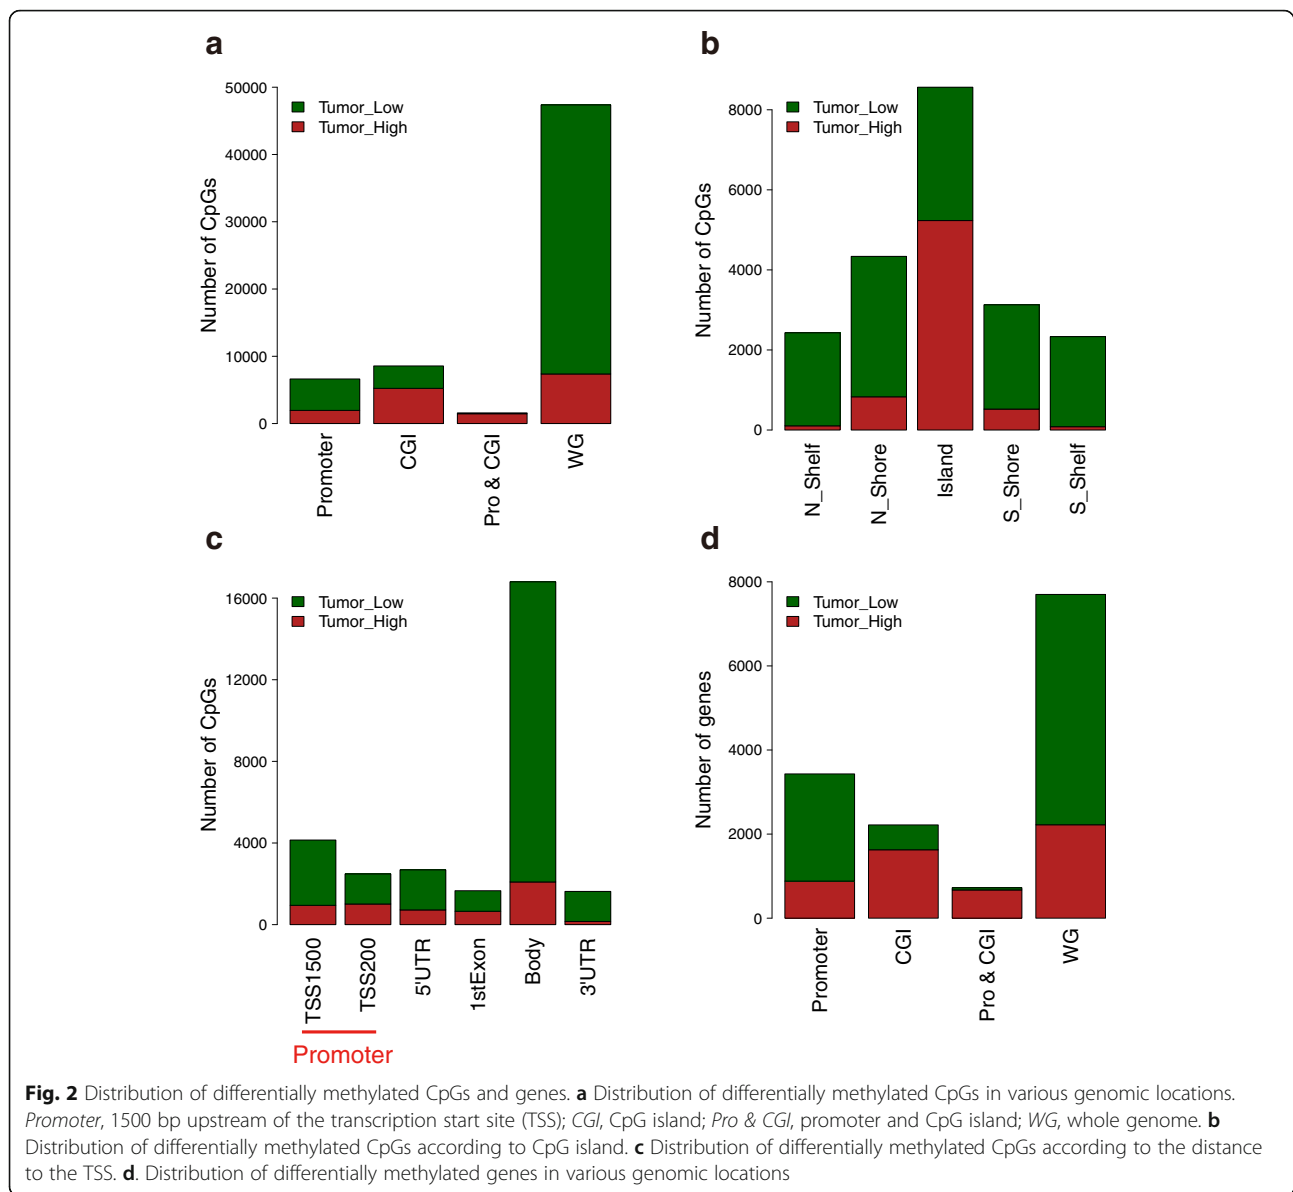 a
50000
40000
30000
20000
10000
0
Number of CpGs
Tumor_Low
Tumor_High
Promoter
CGI
Pro & CGI
WG
b
8000
6000
4000
2000
0
Number of CpGs
Tumor_Low
Tumor_High
N_Shelf
N_Shore
Island
S_Shore
S_Shelf
c
16000
12000
8000
4000
0
Number of CpGs
Tumor_Low
Tumor_High
TSS1500
TSS200
5'UTR
1stExon
Body
3'UTR
Promoter
d
8000
6000
4000
2000
0
Number of genes
Tumor_Low
Tumor_High
Promoter
CGI
Pro & CGI
WG
Fig. 2 Distribution of differentially methylated CpGs and genes. a Distribution of differentially methylated CpGs in various genomic locations.
Promoter, 1500 bp upstream of the transcription start site (TSS); CGI, CpG island; Pro & CGI, promoter and CpG island; WG, whole genome. b
Distribution of differentially methylated CpGs according to CpG island. c Distribution of differentially methylated CpGs according to the distance
to the TSS. d. Distribution of differentially methylated genes in various genomic locations